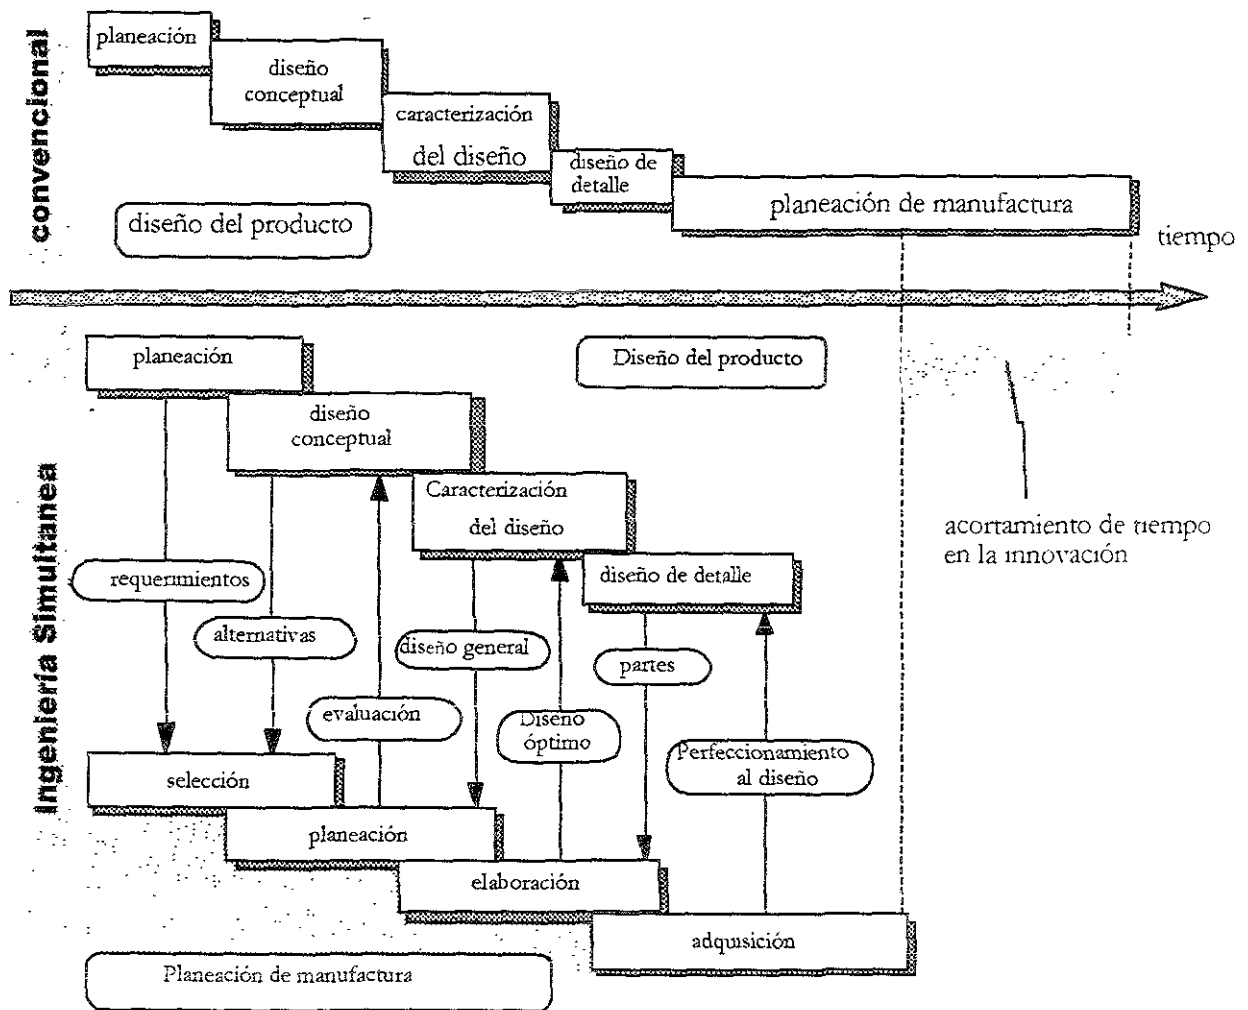 convencional
planeación
diseño
conceptual
caracterización
del diseño
diseño de
detalle
planeación de manufactura
diseño del producto
tiempo
Ingeniería Simultanea
planeación
Diseño del producto
diseño
conceptual
Caracterización
del diseño
diseño de detalle
acortamiento de tiempo
en la innovación
requerimientos
alternativas
evaluación
diseño general
Diseño
óptimo
partes
Perfeccionamiento
al diseño
selección
planeación
elaboración
adquisición
Planeación de manufactura